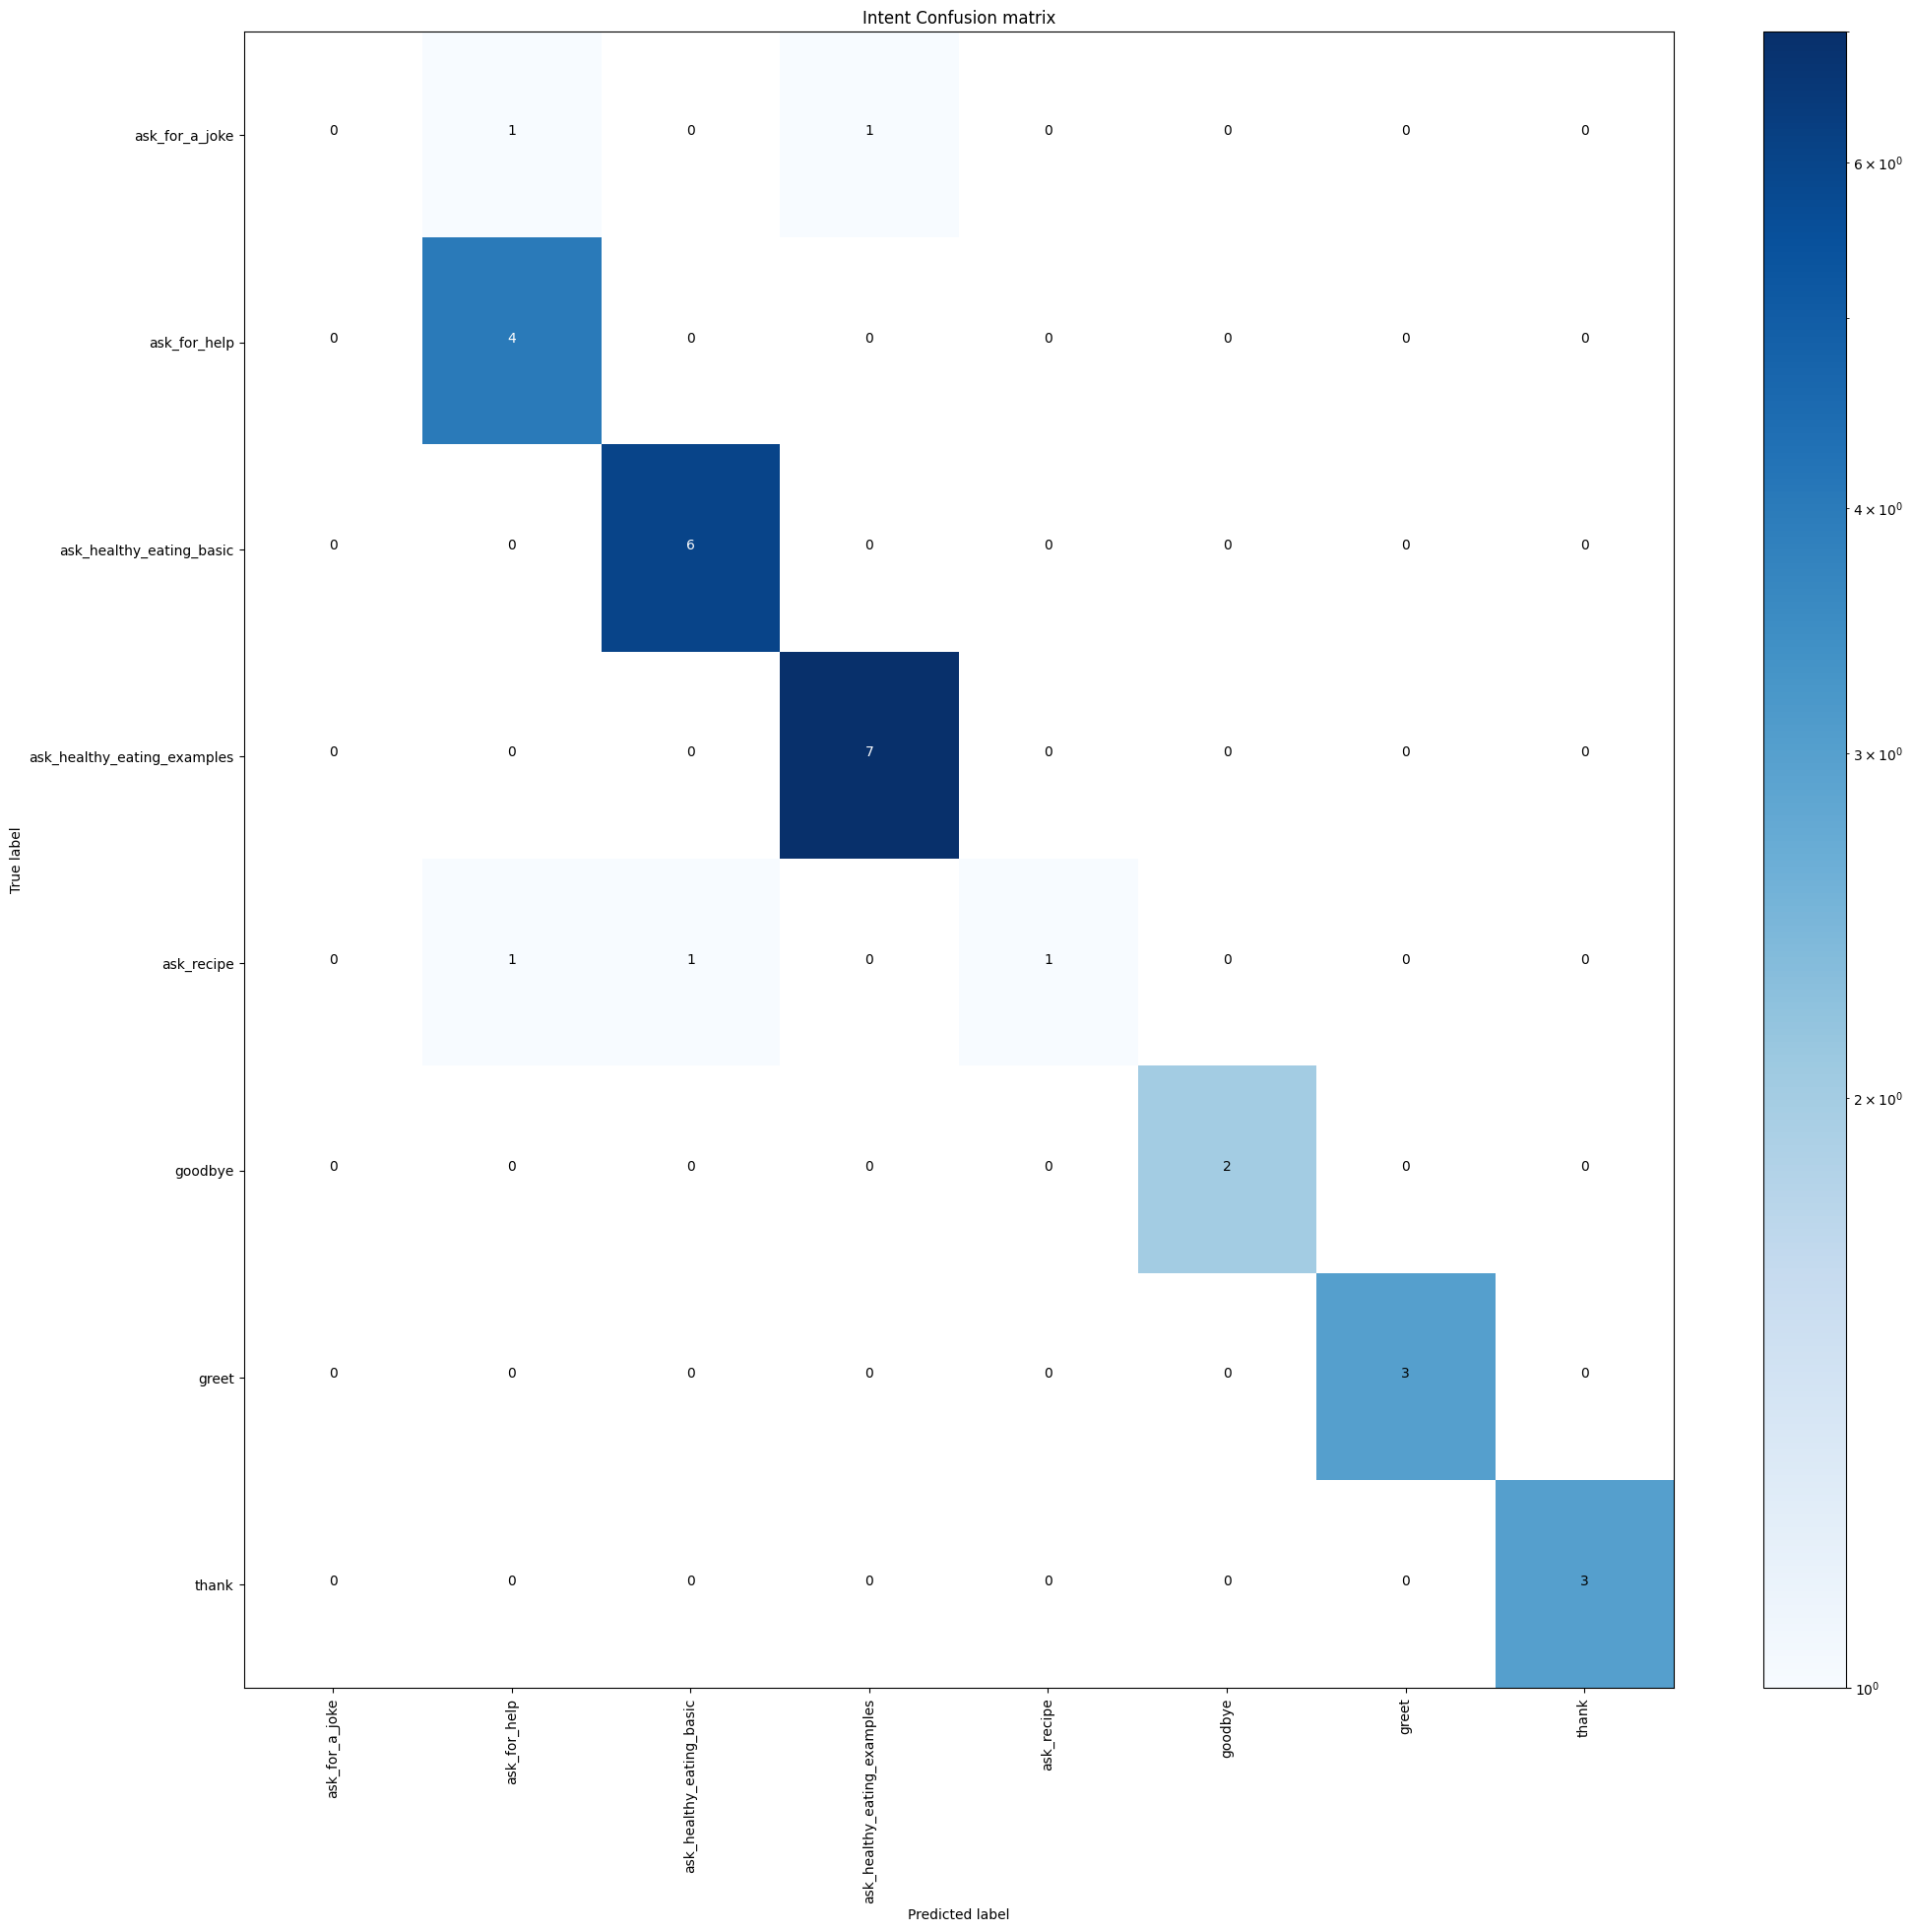 Intent Confusion matrix
ask_for_a_joke 0 1 0 1 0 0 0 0
6 × 10⁰
ask_for_help 0 4 0 0 0 0 0 0
4 × 10⁰
ask_healthy_eating_basic 0 0 6 0 0 0 0 0
ask_healthy_eating_examples 0 0 0 7 0 0 0 0
3 × 10⁰
True label
ask_recipe 0 1 1 0 1 0 0 0
2 × 10⁰
goodbye 0 0 0 0 0 2 0 0
greet 0 0 0 0 0 0 3 0
thank 0 0 0 0 0 0 0 3
10⁰
ask_for_a_joke
ask_for_help
ask_healthy_eating_basic
ask_healthy_eating_examples
ask_recipe
goodbye
greet
thank
Predicted label